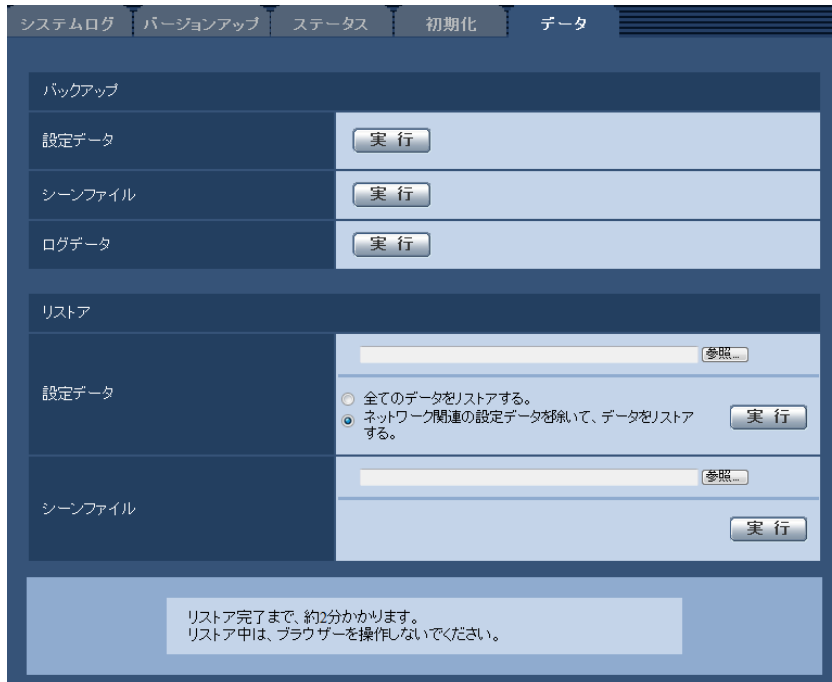 システムログ バージョンアップ ステータス 初期化 データ
バックアップ
設定データ 実 行
シーンファイル 実 行
ログデータ 実 行
リストア
参照...
設定データ
全てのデータをリストアする。
ネットワーク関連の設定データを除いて、データをリストア
する。
実 行
参照...
シーンファイル
実 行
リストア完了まで、約2分かかります。
リストア中は、ブラウザーを操作しないでください。